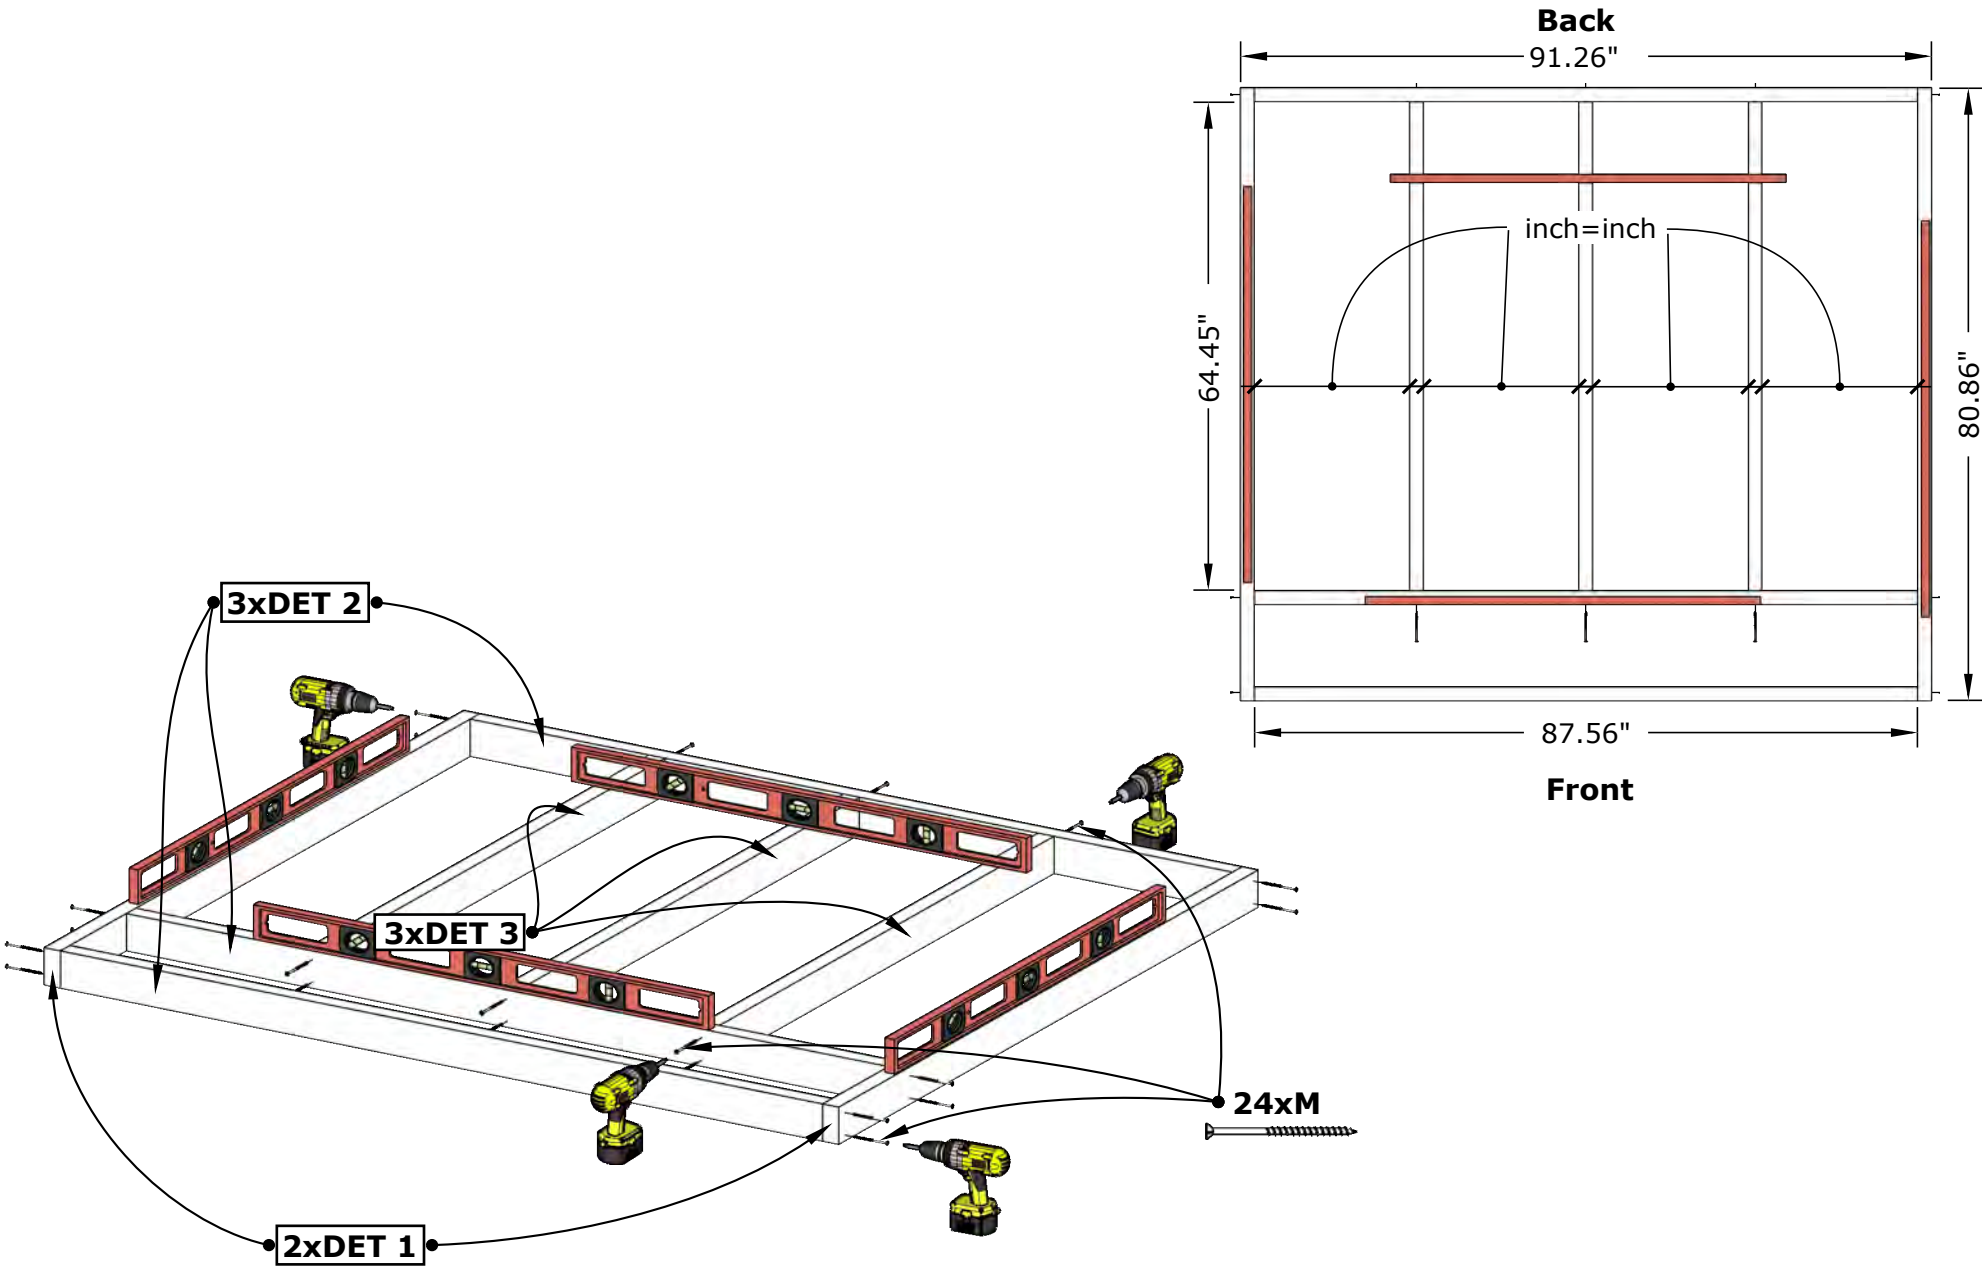 Back
91.26"
inch=inch
64.45"
80.86"
87.56"
Front
3xDET 2
3xDET 3
24xM
2xDET 1